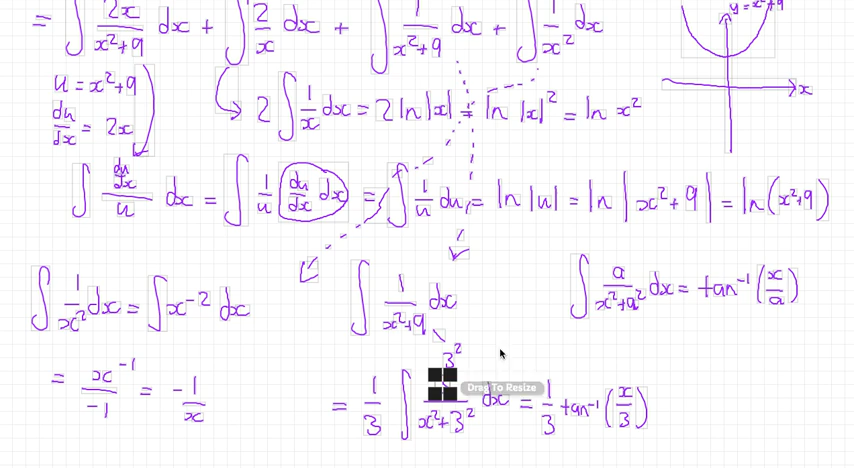 = ∫ 2x/(x²+9) dx + ∫ 2/x dx + ∫ 1/(x²+9) dx + ∫ 1/x² dx
y = x²+9
x
u = x²+9
du/dx = 2x
2 ∫ 1/x dx = 2 ln |x| = ln |x|² = ln x²
∫ (du/dx)/u dx = ∫ 1/u du/dx dx = ∫ 1/u du = ln |u| = ln |x²+9| = ln(x²+9)
∫ 1/x² dx = ∫ x⁻² dx
∫ 1/(x²+9) dx
∫ a/(x²+a²) dx = tan⁻¹(x/a)
3²
= x⁻¹/-1 = -1/x
= 1/3 ∫ /(x²+3²) dx = 1/3 tan⁻¹(x/3)
Drag To Resize